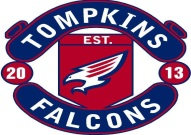 TOMPKINS
EST.
20 13
FALCONS